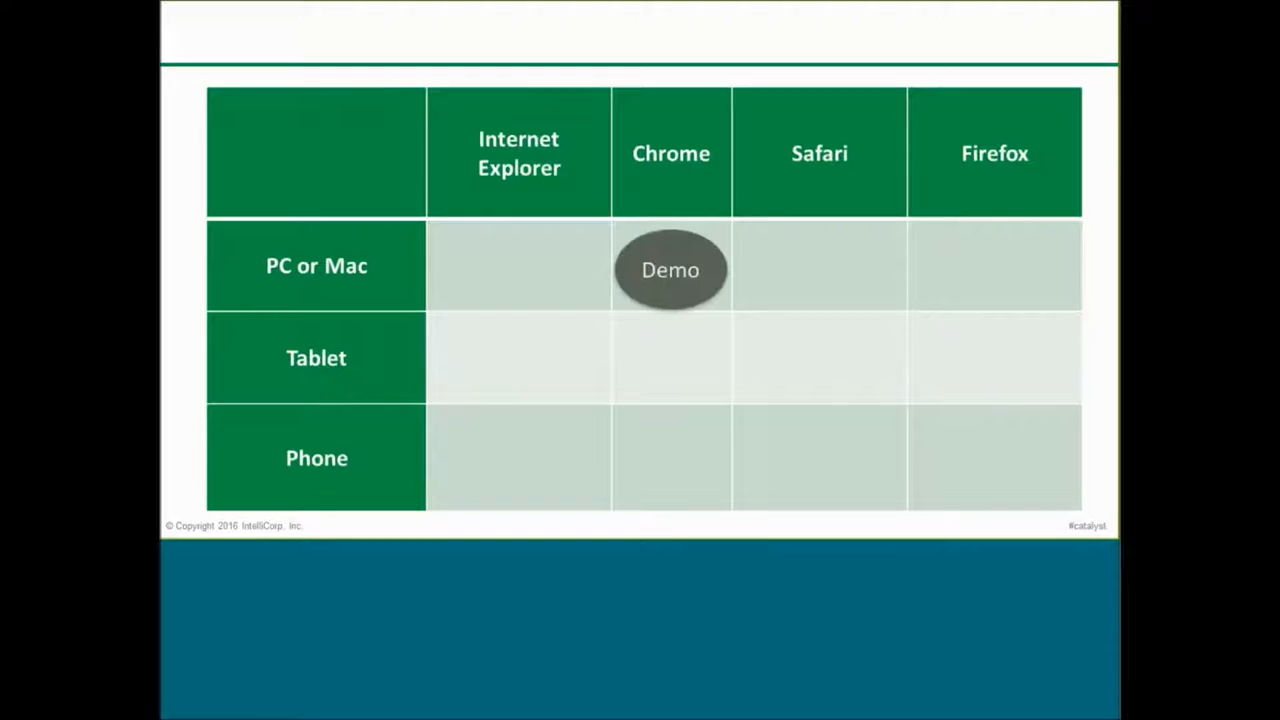 Internet
Explorer
Chrome
Safari
Firefox
PC or Mac
Demo
Tablet
Phone
© Copyright 2016 IntelliCorp, Inc.
#catalyst